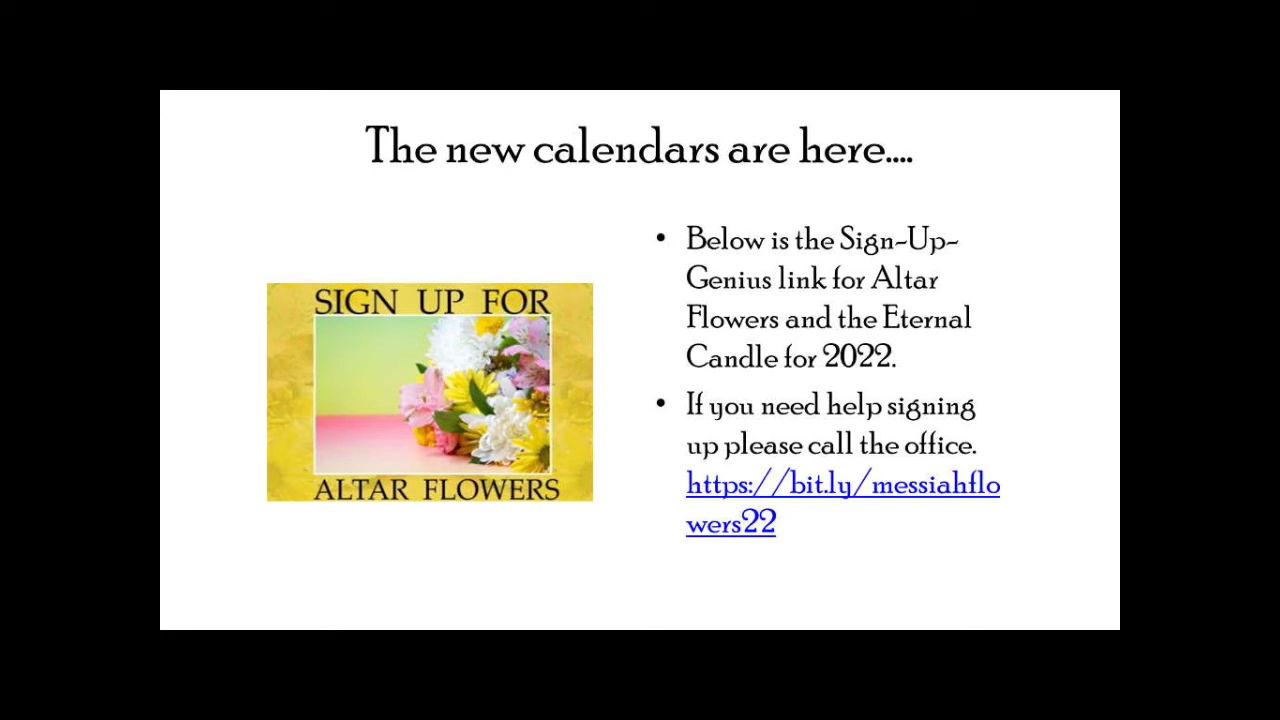 The new calendars are here....
SIGN UP FOR
ALTAR FLOWERS
• Below is the Sign-Up-
Genius link for Altar
Flowers and the Eternal
Candle for 2022.
• If you need help signing
up please call the office.
https://bit.ly/messiahflo
wers22